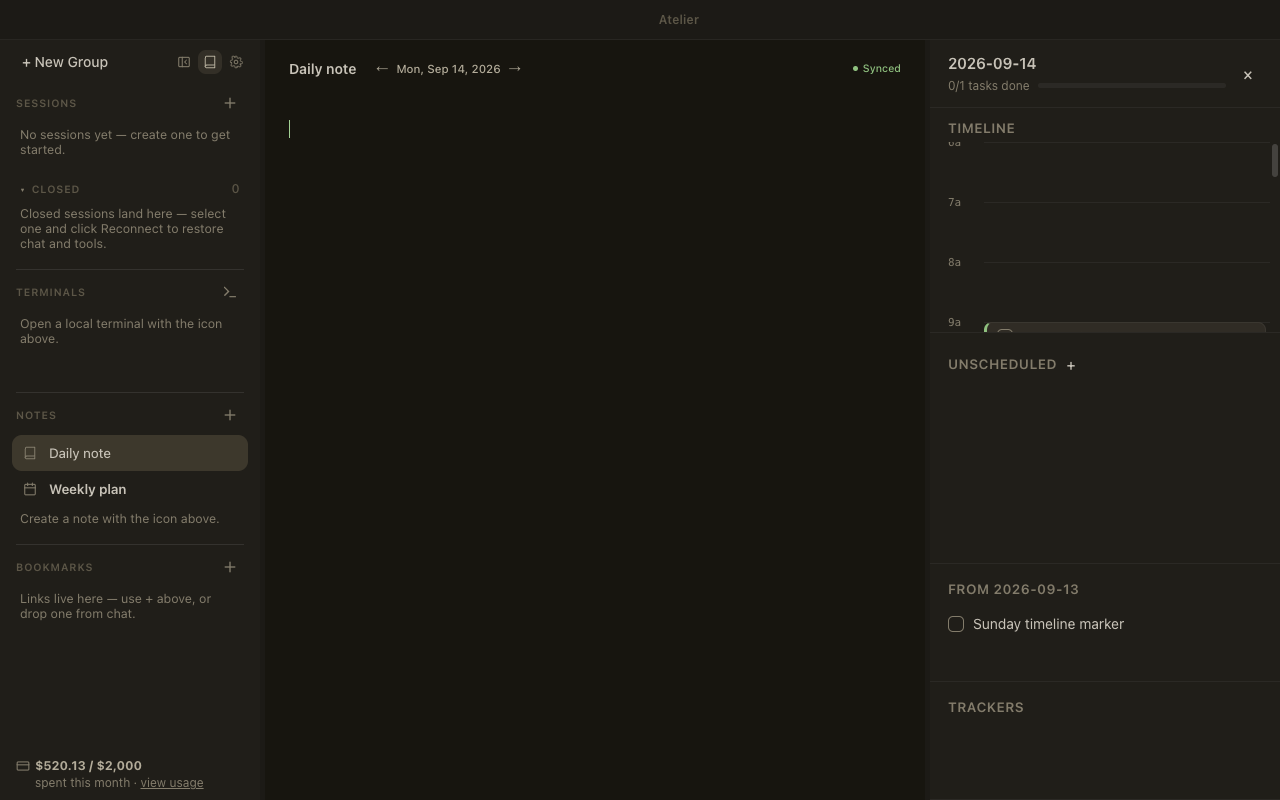 Atelier
+ New Group
SESSIONS
No sessions yet — create one to get
started.
CLOSED 0
Closed sessions land here — select
one and click Reconnect to restore
chat and tools.
TERMINALS
Open a local terminal with the icon
above.
NOTES
Daily note
Weekly plan
Create a note with the icon above.
BOOKMARKS
Links live here — use + above, or
drop one from chat.
$520.13 / $2,000
spent this month · view usage
Daily note ← Mon, Sep 14, 2026 →
Synced
2026-09-14
0/1 tasks done
TIMELINE
6a
7a
8a
9a
UNSCHEDULED +
FROM 2026-09-13
Sunday timeline marker
TRACKERS